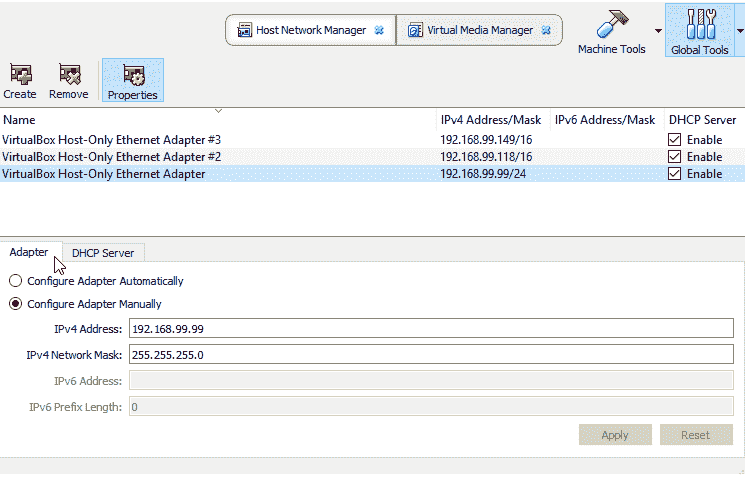 Host Network Manager Virtual Media Manager
Machine Tools Global Tools
Create Remove Properties
Name IPv4 Address/Mask IPv6 Address/Mask DHCP Server
VirtualBox Host-Only Ethernet Adapter #3 192.168.99.149/16 Enable
VirtualBox Host-Only Ethernet Adapter #2 192.168.99.118/16 Enable
VirtualBox Host-Only Ethernet Adapter 192.168.99.99/24 Enable
Adapter DHCP Server
Configure Adapter Automatically
Configure Adapter Manually
IPv4 Address: 192.168.99.99
IPv4 Network Mask: 255.255.255.0
IPv6 Address:
IPv6 Prefix Length: 0
Apply Reset